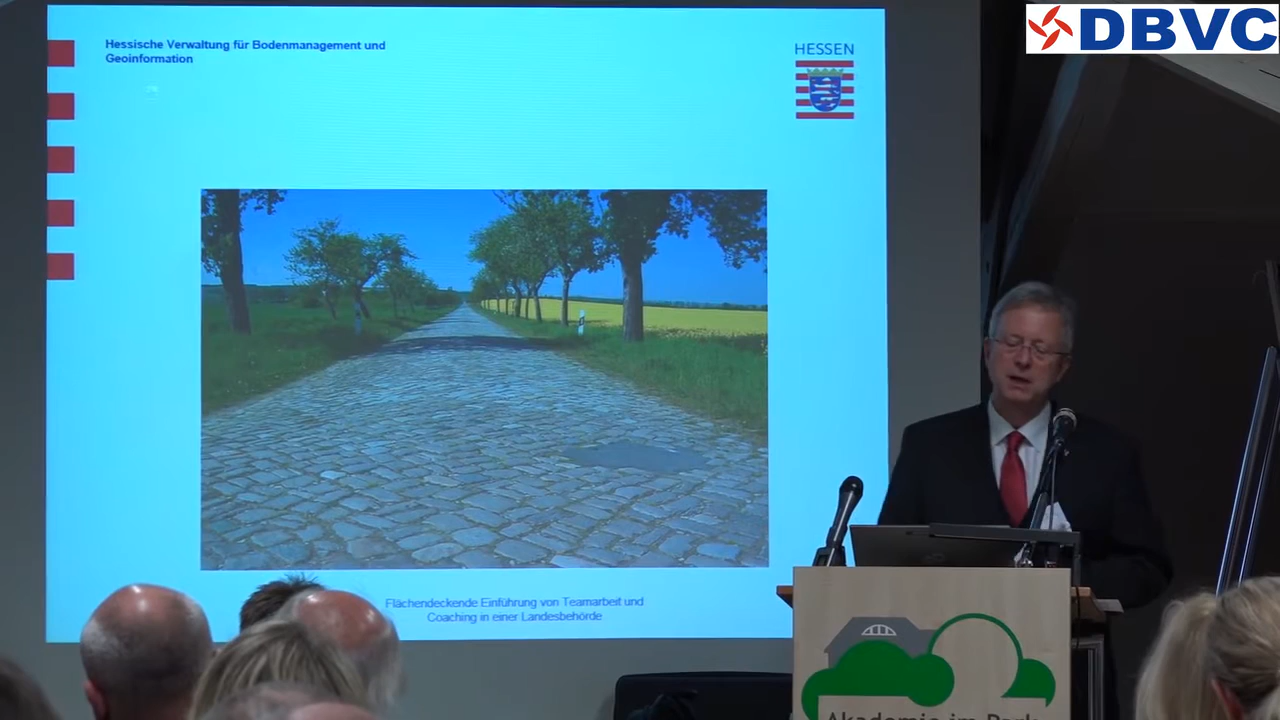 DBVC
Hessische Verwaltung für Bodenmanagement und
Geoinformation
HESSEN
Flächendeckende Einführung von Teamarbeit und
Coaching in einer Landesbehörde
Akademie im Park